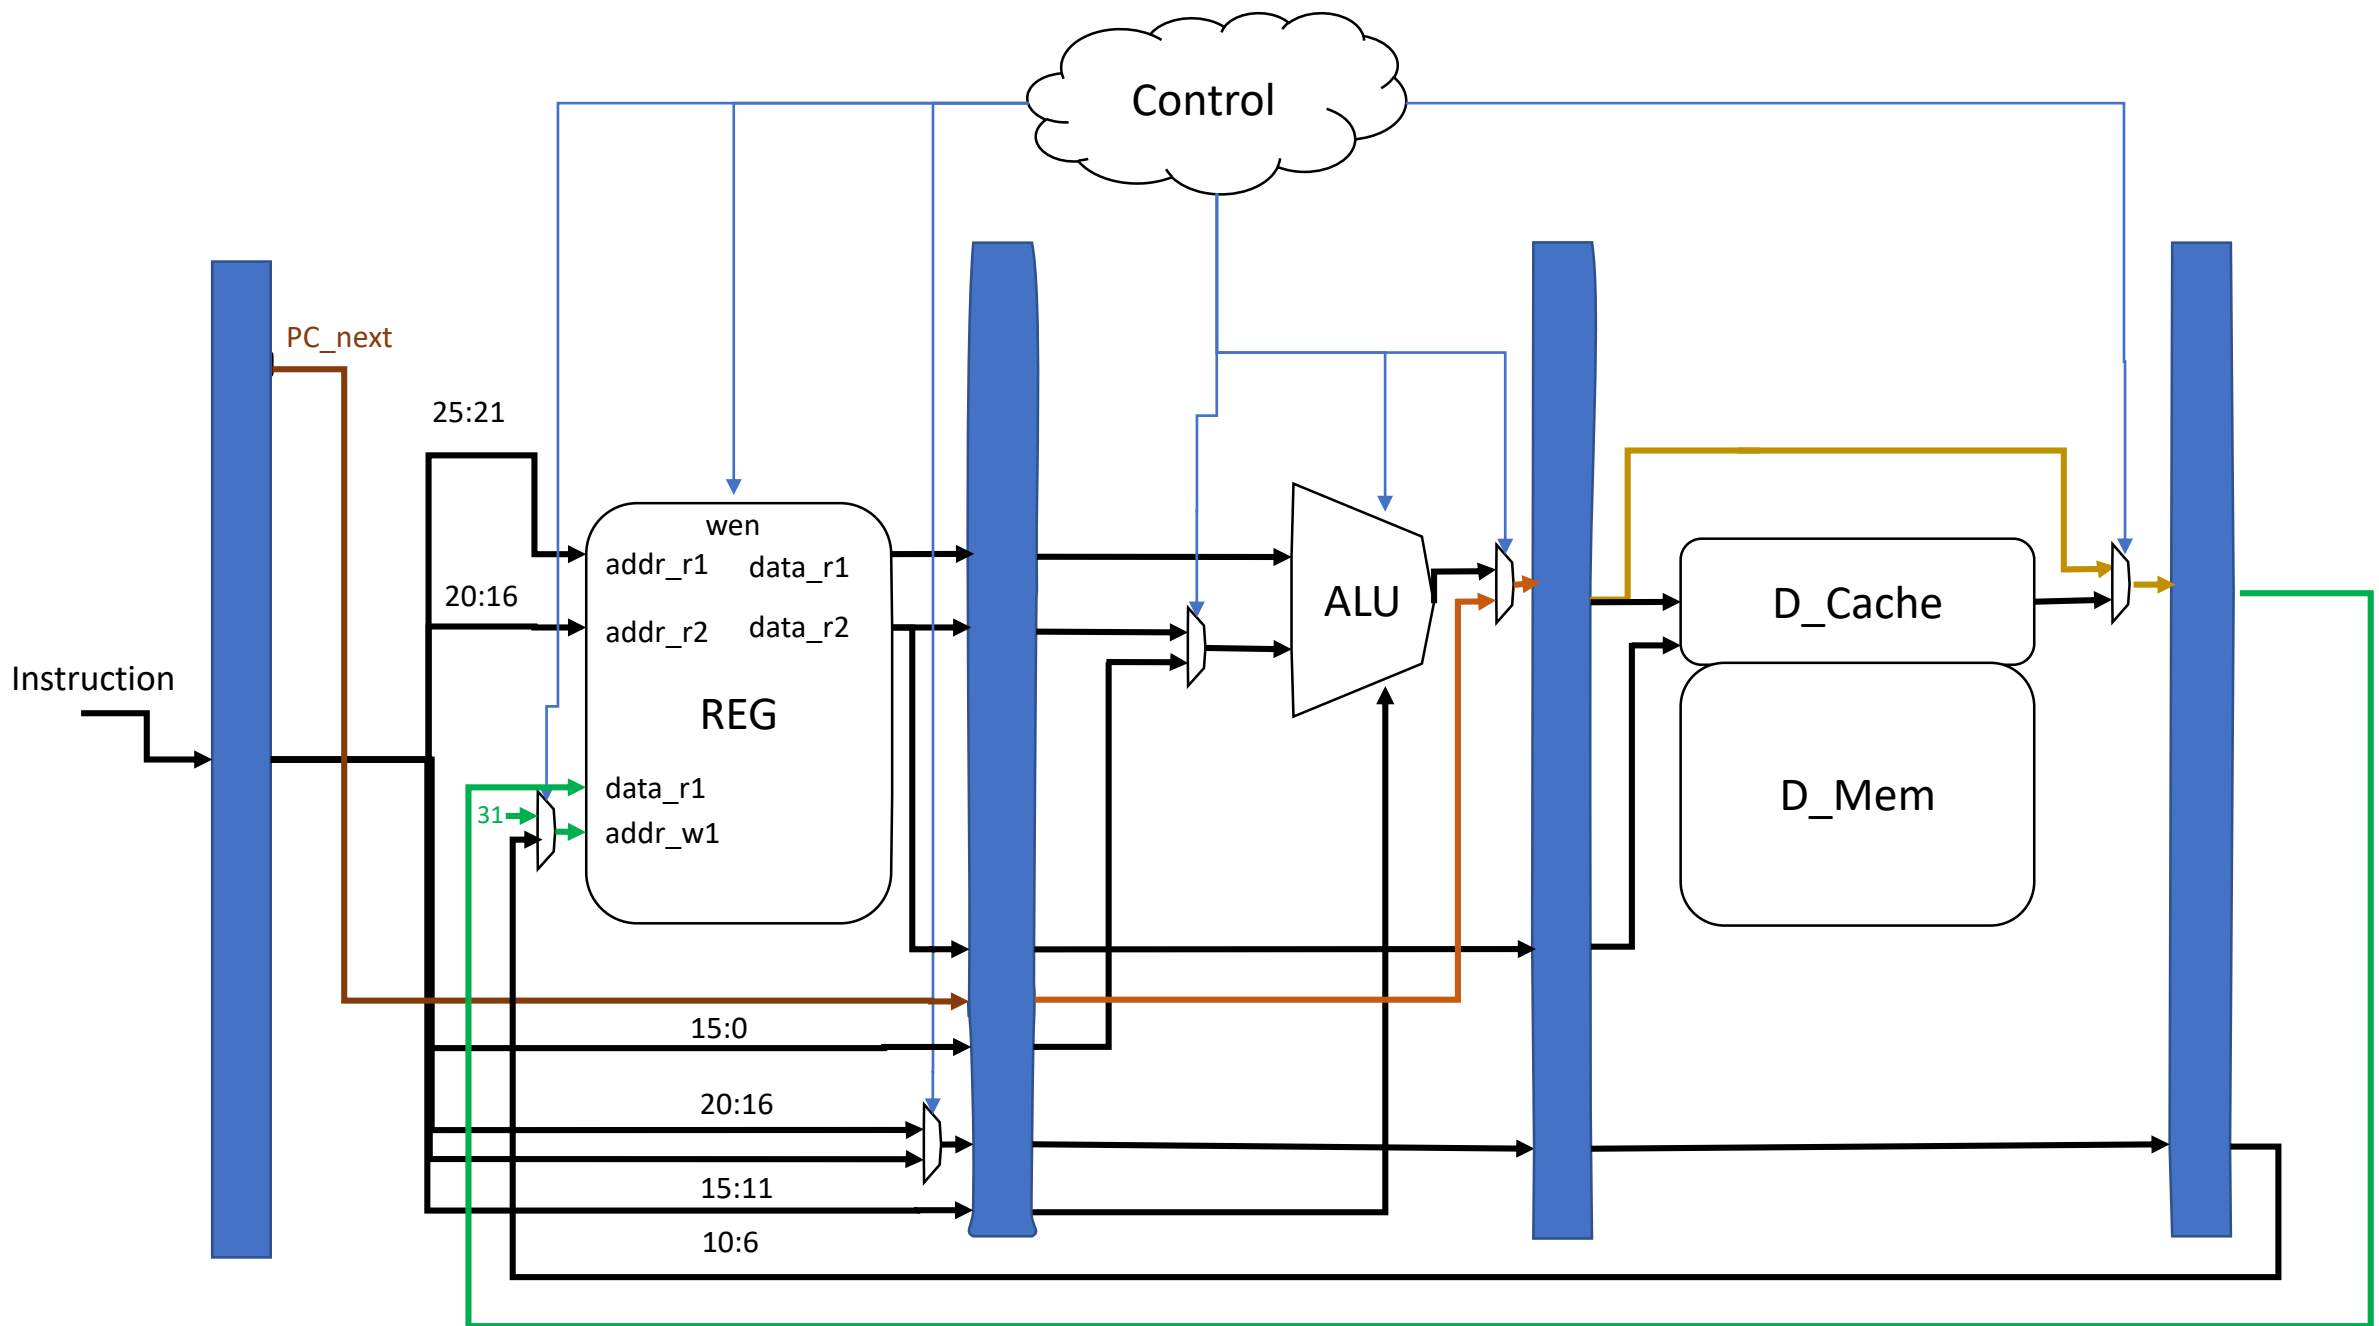 Control
PC_next
25:21
wen
addr_r1
data_r1
20:16
addr_r2
data_r2
ALU
D_Cache
Instruction
REG
data_r1
31
addr_w1
D_Mem
15:0
20:16
15:11
10:6